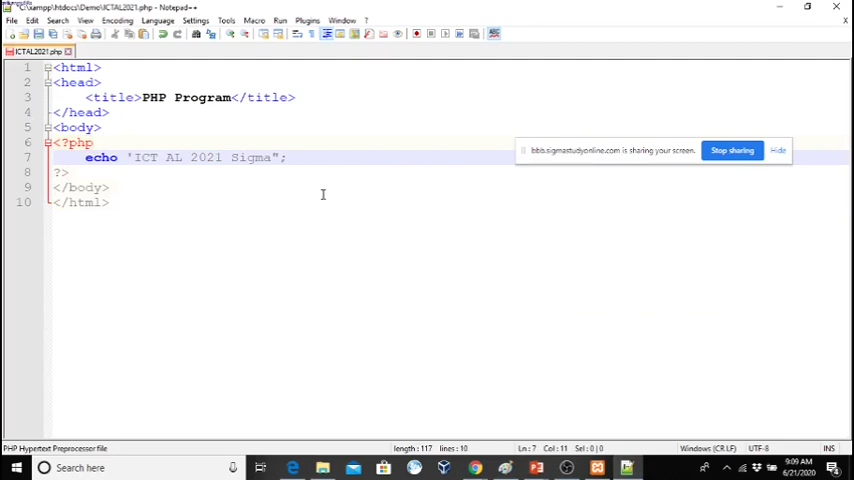 *C:\xampp\htdocs\Demo\ICTAL2021.php - Notepad++
File Edit Search View Encoding Language Settings Tools Macro Run Plugins Window ?
X
ICTAL2021.php
1 <html>
2 <head>
3 <title>PHP Program</title>
4 </head>
5 <body>
6 <?php
7 echo 'ICT AL 2021 Sigma";
8 ?>
9 </body>
10 </html>
bbb.sigmastudyonline.com is sharing your screen. Stop sharing Hide
PHP Hypertext Preprocessor file length : 117 lines : 10 Ln : 7 Col : 11 Sel : 0 | 0 Windows (CR LF) UTF-8 INS
Search here 9:09 AM
6/21/2020